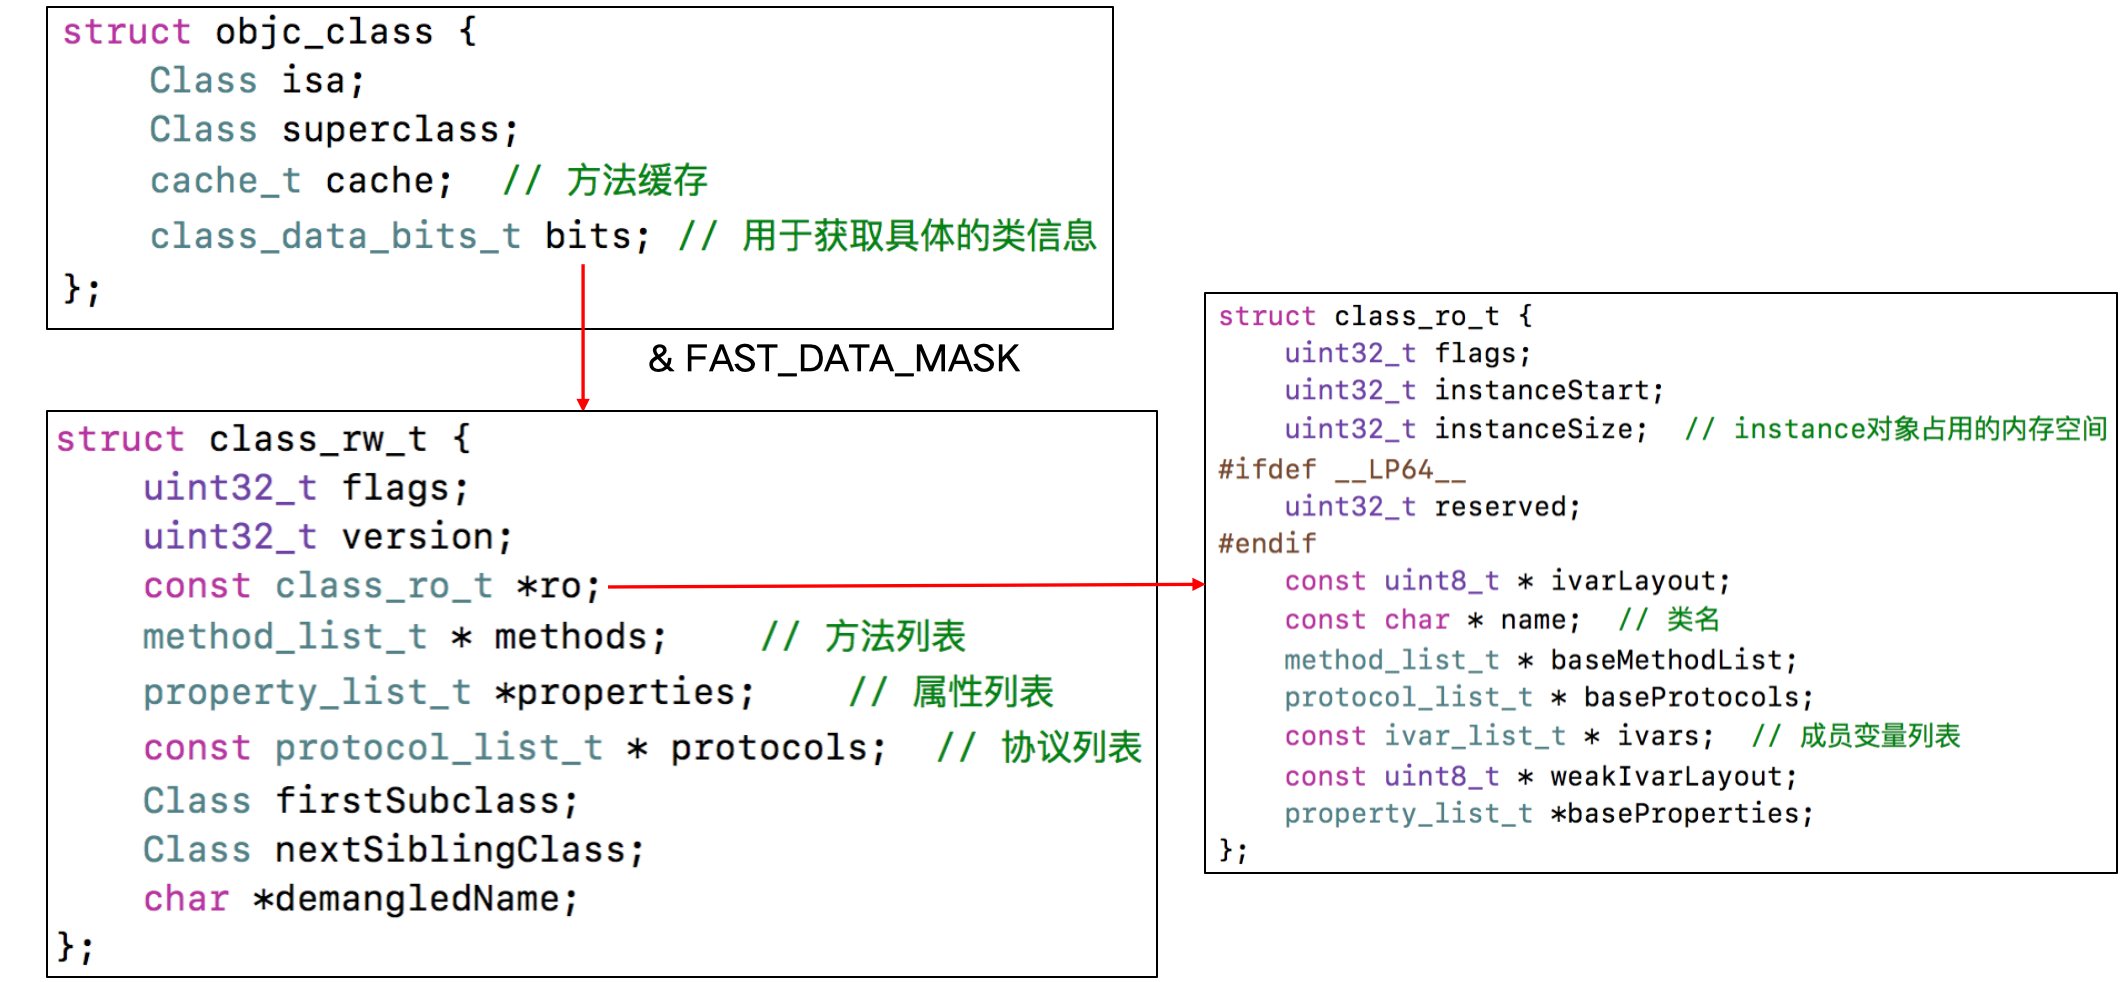 struct objc_class {
    Class isa;
    Class superclass;
    cache_t cache;  // 方法缓存
    class_data_bits_t bits; // 用于获取具体的类信息
};
& FAST_DATA_MASK
struct class_rw_t {
    uint32_t flags;
    uint32_t version;
    const class_ro_t *ro;
    method_list_t * methods;    // 方法列表
    property_list_t *properties;    // 属性列表
    const protocol_list_t * protocols;  // 协议列表
    Class firstSubclass;
    Class nextSiblingClass;
    char *demangledName;
};
struct class_ro_t {
    uint32_t flags;
    uint32_t instanceStart;
    uint32_t instanceSize;  // instance对象占用的内存空间
#ifdef __LP64__
    uint32_t reserved;
#endif
    const uint8_t * ivarLayout;
    const char * name;  // 类名
    method_list_t * baseMethodList;
    protocol_list_t * baseProtocols;
    const ivar_list_t * ivars;  // 成员变量列表
    const uint8_t * weakIvarLayout;
    property_list_t *baseProperties;
};